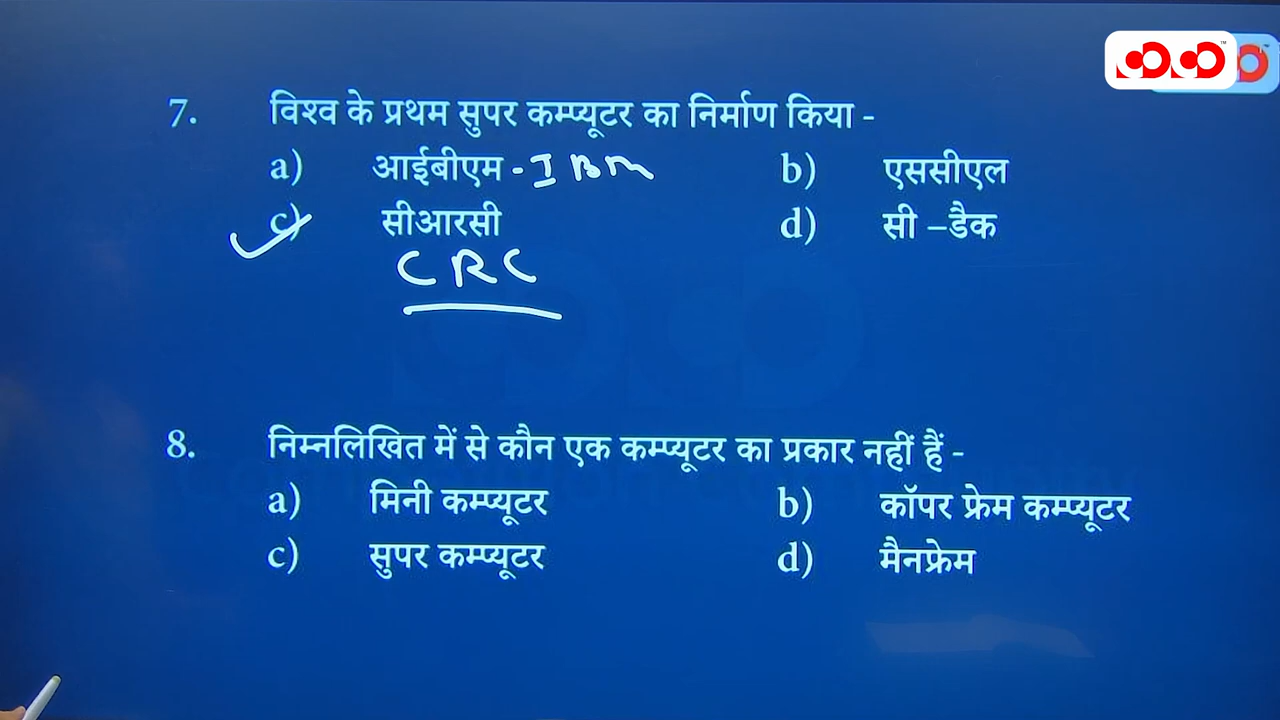 7. विश्व के प्रथम सुपर कम्प्यूटर का निर्माण किया -
a) आईबीएम - IBM b) एससीएल
c) सीआरसी d) सी –डैक
CRC
8. निम्नलिखित में से कौन एक कम्प्यूटर का प्रकार नहीं हैं -
a) मिनी कम्प्यूटर b) कॉपर फ्रेम कम्प्यूटर
c) सुपर कम्प्यूटर d) मैनफ्रेम